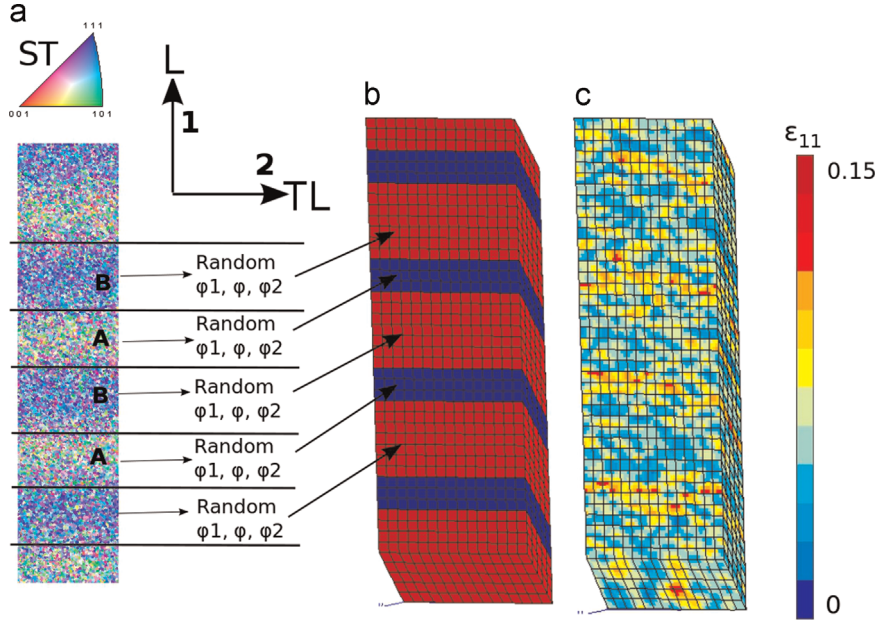 a
ST
111
001
101
L
1
2
TL
b
c
ε11
0.15
0
B
Random
φ1, φ, φ2
A
Random
φ1, φ, φ2
B
Random
φ1, φ, φ2
A
Random
φ1, φ, φ2
Random
φ1, φ, φ2